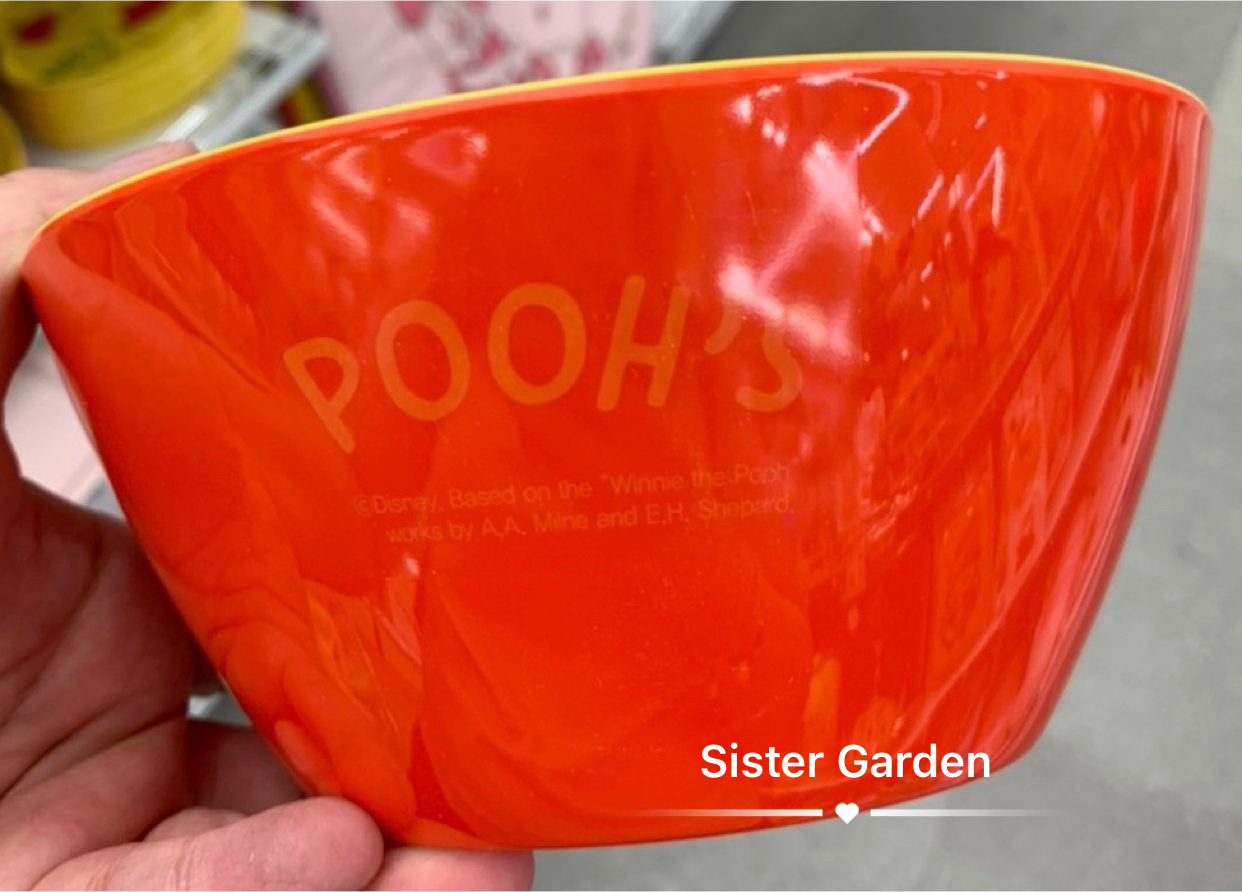 POOH'S
©Disney. Based on the "Winnie the Pooh"
works by A.A. Milne and E.H. Shepard.
Sister Garden